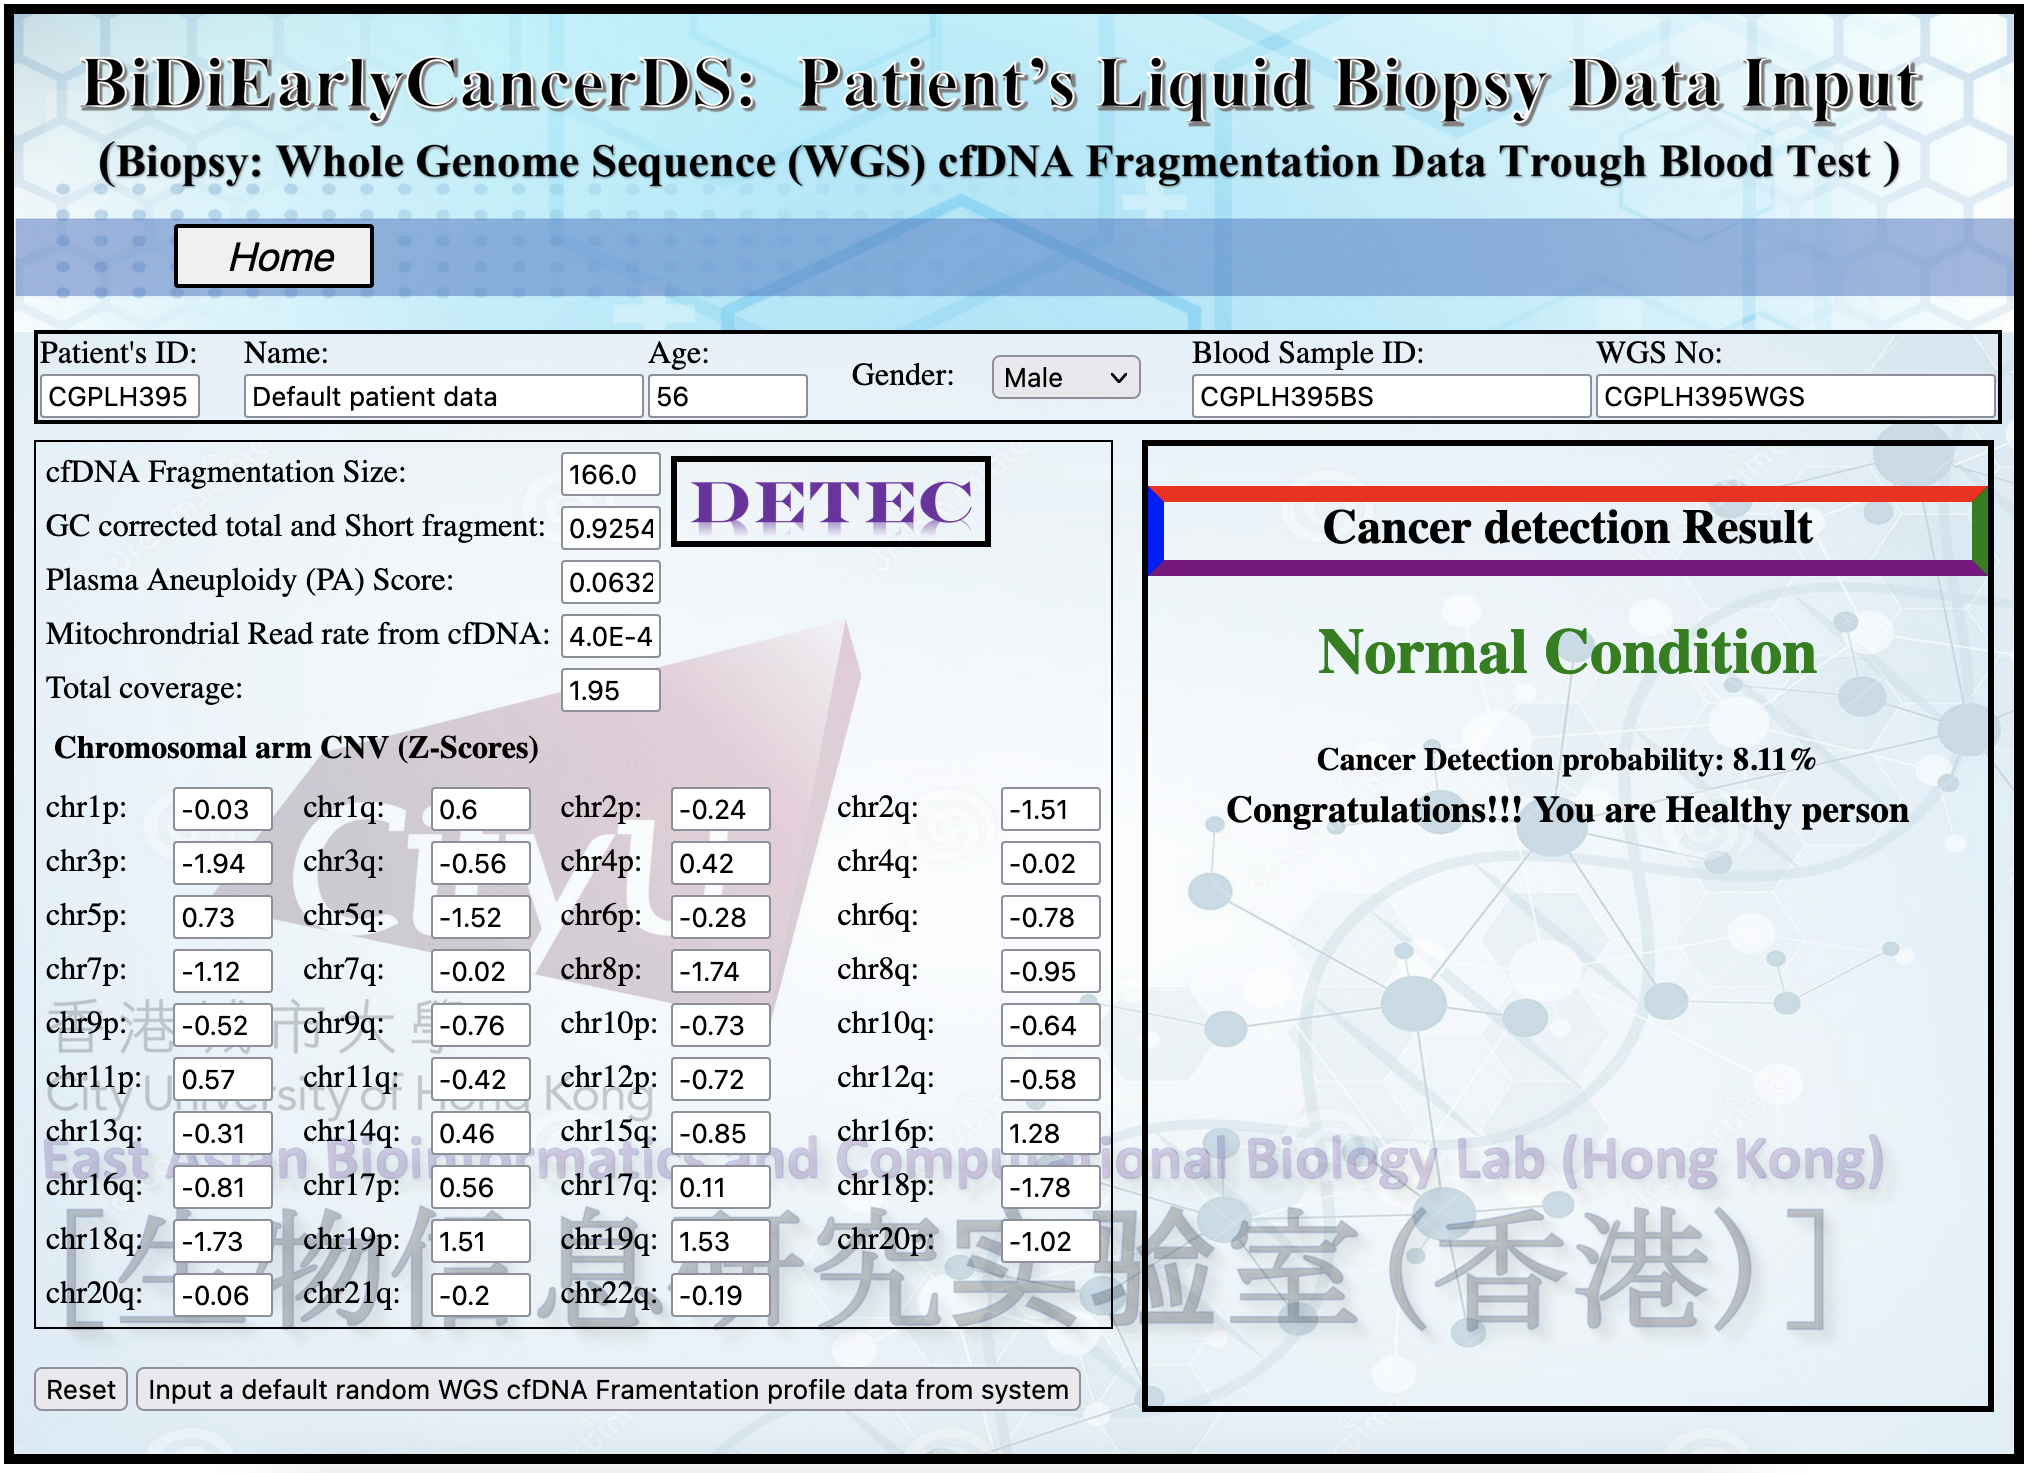 BiDiEarlyCancerDS: Patient’s Liquid Biopsy Data Input
(Biopsy: Whole Genome Sequence (WGS) cfDNA Fragmentation Data Trough Blood Test )
Home
Patient's ID: Name: Age: Gender: Male Blood Sample ID: WGS No:
CGPLH395 Default patient data 56 CGPLH395BS CGPLH395WGS
cfDNA Fragmentation Size: 166.0
DETEC
GC corrected total and Short fragment: 0.9254
Plasma Aneuploidy (PA) Score: 0.0632
Mitochrondrial Read rate from cfDNA: 4.0E-4
Total coverage: 1.95
Chromosomal arm CNV (Z-Scores)
chr1p: -0.03 chr1q: 0.6 chr2p: -0.24 chr2q: -1.51
chr3p: -1.94 chr3q: -0.56 chr4p: 0.42 chr4q: -0.02
chr5p: 0.73 chr5q: -1.52 chr6p: -0.28 chr6q: -0.78
chr7p: -1.12 chr7q: -0.02 chr8p: -1.74 chr8q: -0.95
chr9p: -0.52 chr9q: -0.76 chr10p: -0.73 chr10q: -0.64
chr11p: 0.57 chr11q: -0.42 chr12p: -0.72 chr12q: -0.58
chr13q: -0.31 chr14q: 0.46 chr15q: -0.85 chr16p: 1.28
chr16q: -0.81 chr17p: 0.56 chr17q: 0.11 chr18p: -1.78
chr18q: -1.73 chr19p: 1.51 chr19q: 1.53 chr20p: -1.02
chr20q: -0.06 chr21q: -0.2 chr22q: -0.19
Reset Input a default random WGS cfDNA Framentation profile data from system
Cancer detection Result
Normal Condition
Cancer Detection probability: 8.11%
Congratulations!!! You are Healthy person
CityU
香港城市大學
City University of Hong Kong
East Asian Bioinformatics and Computational Biology Lab (Hong Kong)
[生物信息研究实验室(香港)]